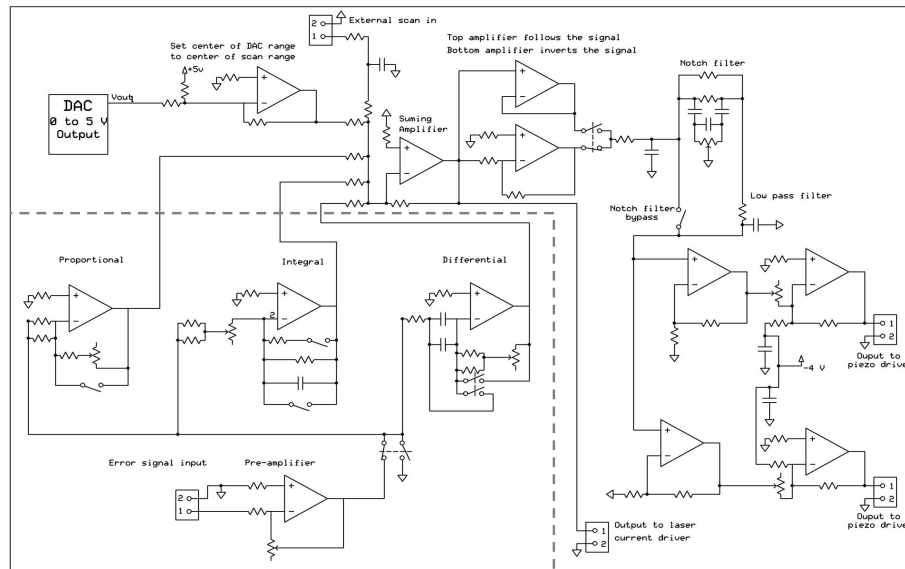 2
1
External scan in
Set center of DAC range
to center of scan range
+5v
Top amplifier follows the signal
Bottom amplifier inverts the signal
Notch filter
DAC
0 to 5 V
Output
Vout
1
+
-
Suming
Amplifier
+
-
+
-
+
-
Notch filter
bypass
Low pass filter
Proportional
Integral
Differential
+
-
+
-
2
+
-
+
-
+
-
1
2
Ouput to
piezo drive
-4 V
Error signal input
Pre-amplifier
2
1
+
-
+
-
+
-
1
2
Ouput to
piezo drive
1
2
Output to laser
current driver